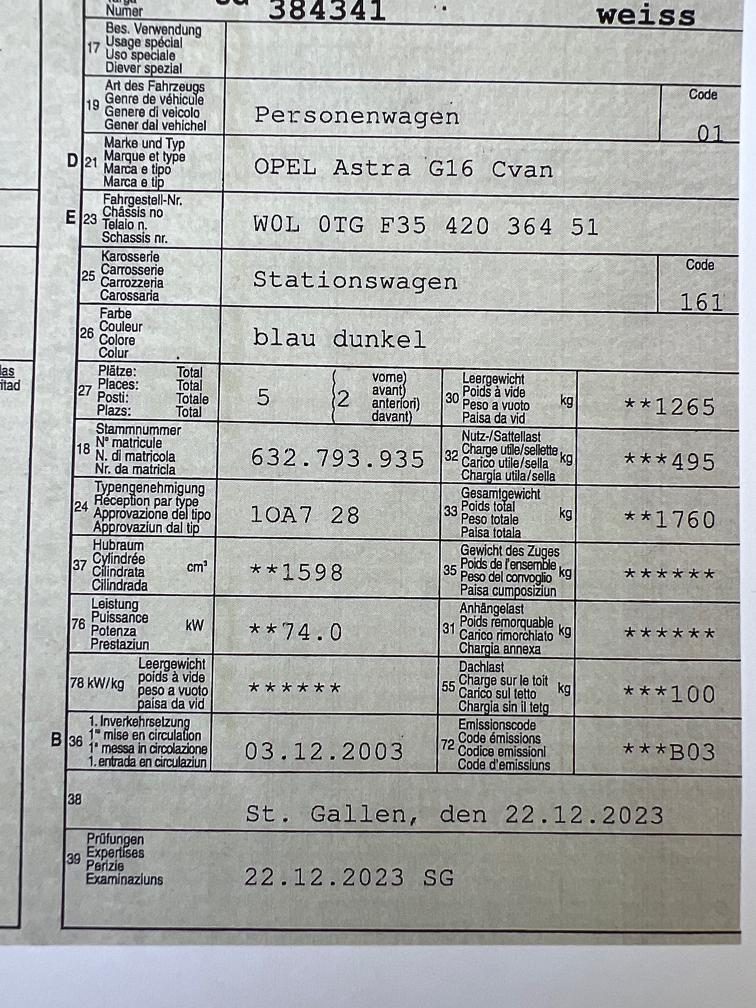 Numer 384341 weiss
17 Bes. Verwendung
Usage spécial
Uso speciale
Diever spezial
19 Art des Fahrzeugs
Genre de véhicule
Genere di veicolo
Gener dal vehichel
Personenwagen
Code
01
D 21 Marke und Typ
Marque et type
Marca e tipo
Marca e tip
OPEL Astra G16 Cvan
E 23 Fahrgestell-Nr.
Châssis no
Telaio n.
Schassis nr.
W0L 0TG F35 420 364 51
25 Karosserie
Carrosserie
Carrozzeria
Carossaria
Stationswagen
Code
161
26 Farbe
Couleur
Colore
Colur
blau dunkel
27 Plätze: Total
Places: Total
Posti: Totale
Plazs: Total
5
2
vorne)
avant)
anteriori)
davant)
30 Leergewicht
Poids à vide
Peso a vuoto
Paisa da vid
kg
**1265
18 Stammnummer
N° matricule
N. di matricola
Nr. da matricla
632.793.935
32 Nutz-/Sattellast
Charge utile/sellette
Carico utile/sella
Chargia utila/sella
kg
***495
24 Typengenehmigung
Réception par type
Approvazione del tipo
Approvaziun dal tip
1OA7 28
33 Gesamtgewicht
Poids total
Peso totale
Paisa totala
kg
**1760
37 Hubraum
Cylindrée
Cilindrata
Cilindrada
cm³
**1598
35 Gewicht des Zuges
Poids de l'ensemble
Peso del convoglio
Paisa cumposiziun
kg
******
76 Leistung
Puissance
Potenza
Prestaziun
kW
**74.0
31 Anhängelast
Poids remorquable
Carico rimorchiato
Chargia annexa
kg
******
78 kW/kg
Leergewicht
poids à vide
peso a vuoto
paisa da vid
******
55 Dachlast
Charge sur le toit
Carico sul tetto
Chargia sin il tetg
kg
***100
B 36 1. Inverkehrsetzung
1re mise en circulation
1a messa in circolazione
1. entrada en circulaziun
03.12.2003
72 Emissionscode
Code émissions
Codice emissioni
Code d'emissiuns
***B03
38
St. Gallen, den 22.12.2023
39 Prüfungen
Expertises
Perizie
Examinaziuns
22.12.2023 SG